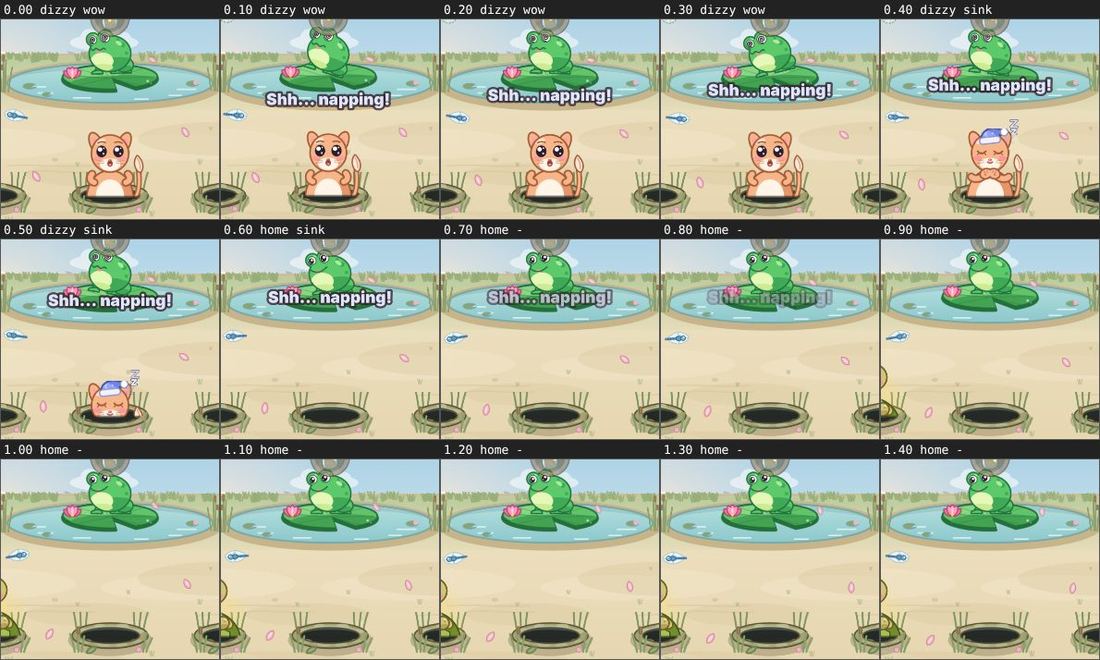 0.00 dizzy wow
0.10 dizzy wow
0.20 dizzy wow
0.30 dizzy wow
0.40 dizzy sink
Shh... napping!
Shh... napping!
Shh... napping!
Shh... napping!
0.50 dizzy sink
0.60 home sink
0.70 home -
0.80 home -
0.90 home -
Shh... napping!
Shh... napping!
Shh... napping!
Shh... napping!
1.00 home -
1.10 home -
1.20 home -
1.30 home -
1.40 home -